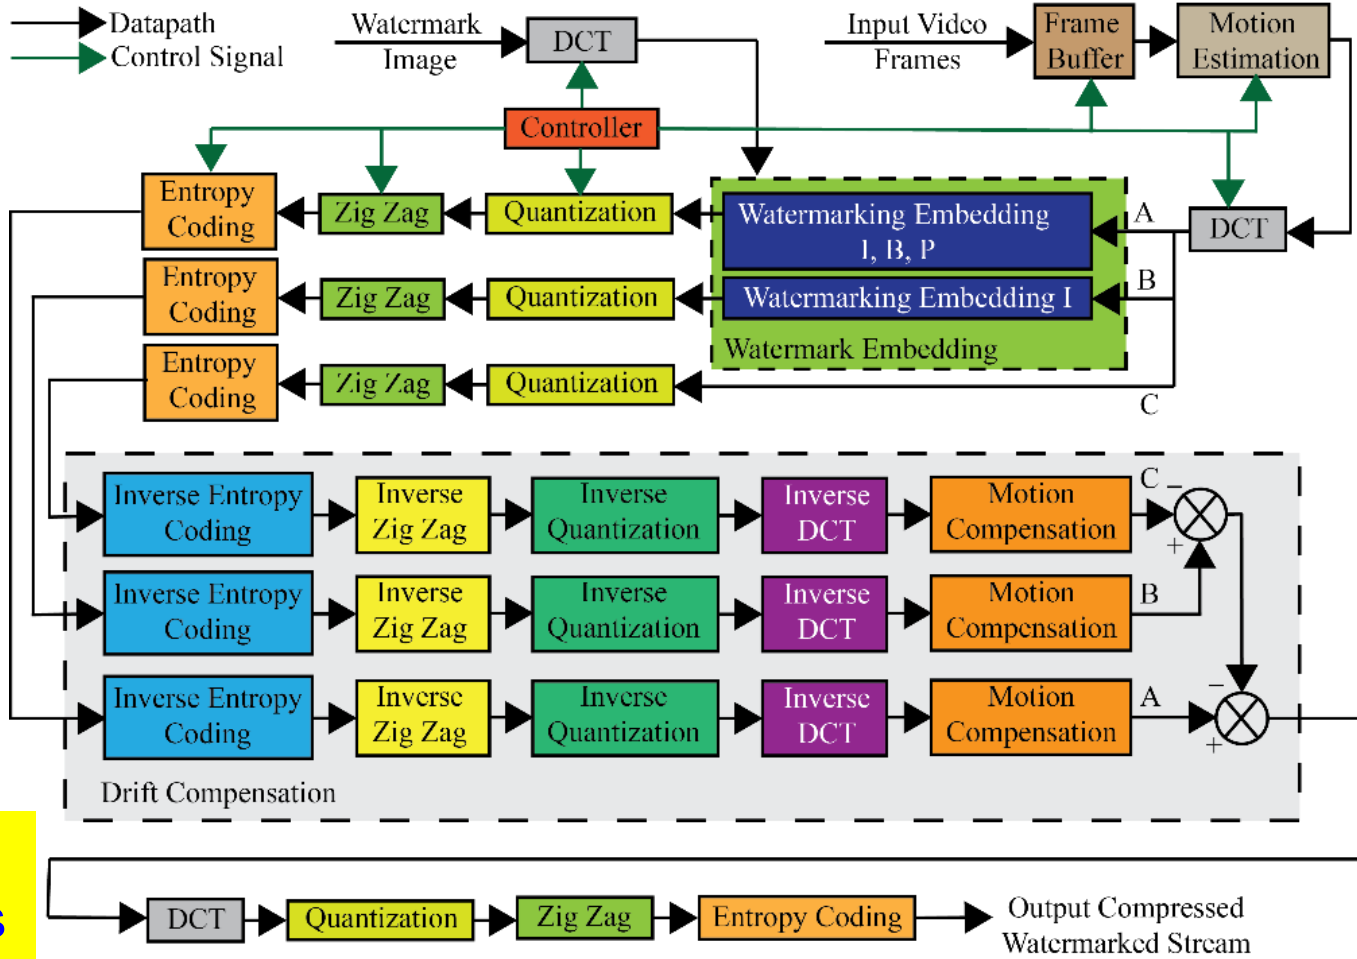 Datapath
Control Signal
Watermark
Image
DCT
Input Video
Frames
Frame
Buffer
Motion
Estimation
Controller
Entropy
Coding
Zig Zag
Quantization
Watermarking Embedding
I, B, P
A
DCT
Entropy
Coding
Zig Zag
Quantization
Watermarking Embedding I
B
Watermark Embedding
Entropy
Coding
Zig Zag
Quantization
C
Inverse Entropy
Coding
Inverse
Zig Zag
Inverse
Quantization
Inverse
DCT
Motion
Compensation
C
−
+
Inverse Entropy
Coding
Inverse
Zig Zag
Inverse
Quantization
Inverse
DCT
Motion
Compensation
B
Inverse Entropy
Coding
Inverse
Zig Zag
Inverse
Quantization
Inverse
DCT
Motion
Compensation
A
−
+
Drift Compensation
s
DCT
Quantization
Zig Zag
Entropy Coding
Output Compressed
Watermarked Stream